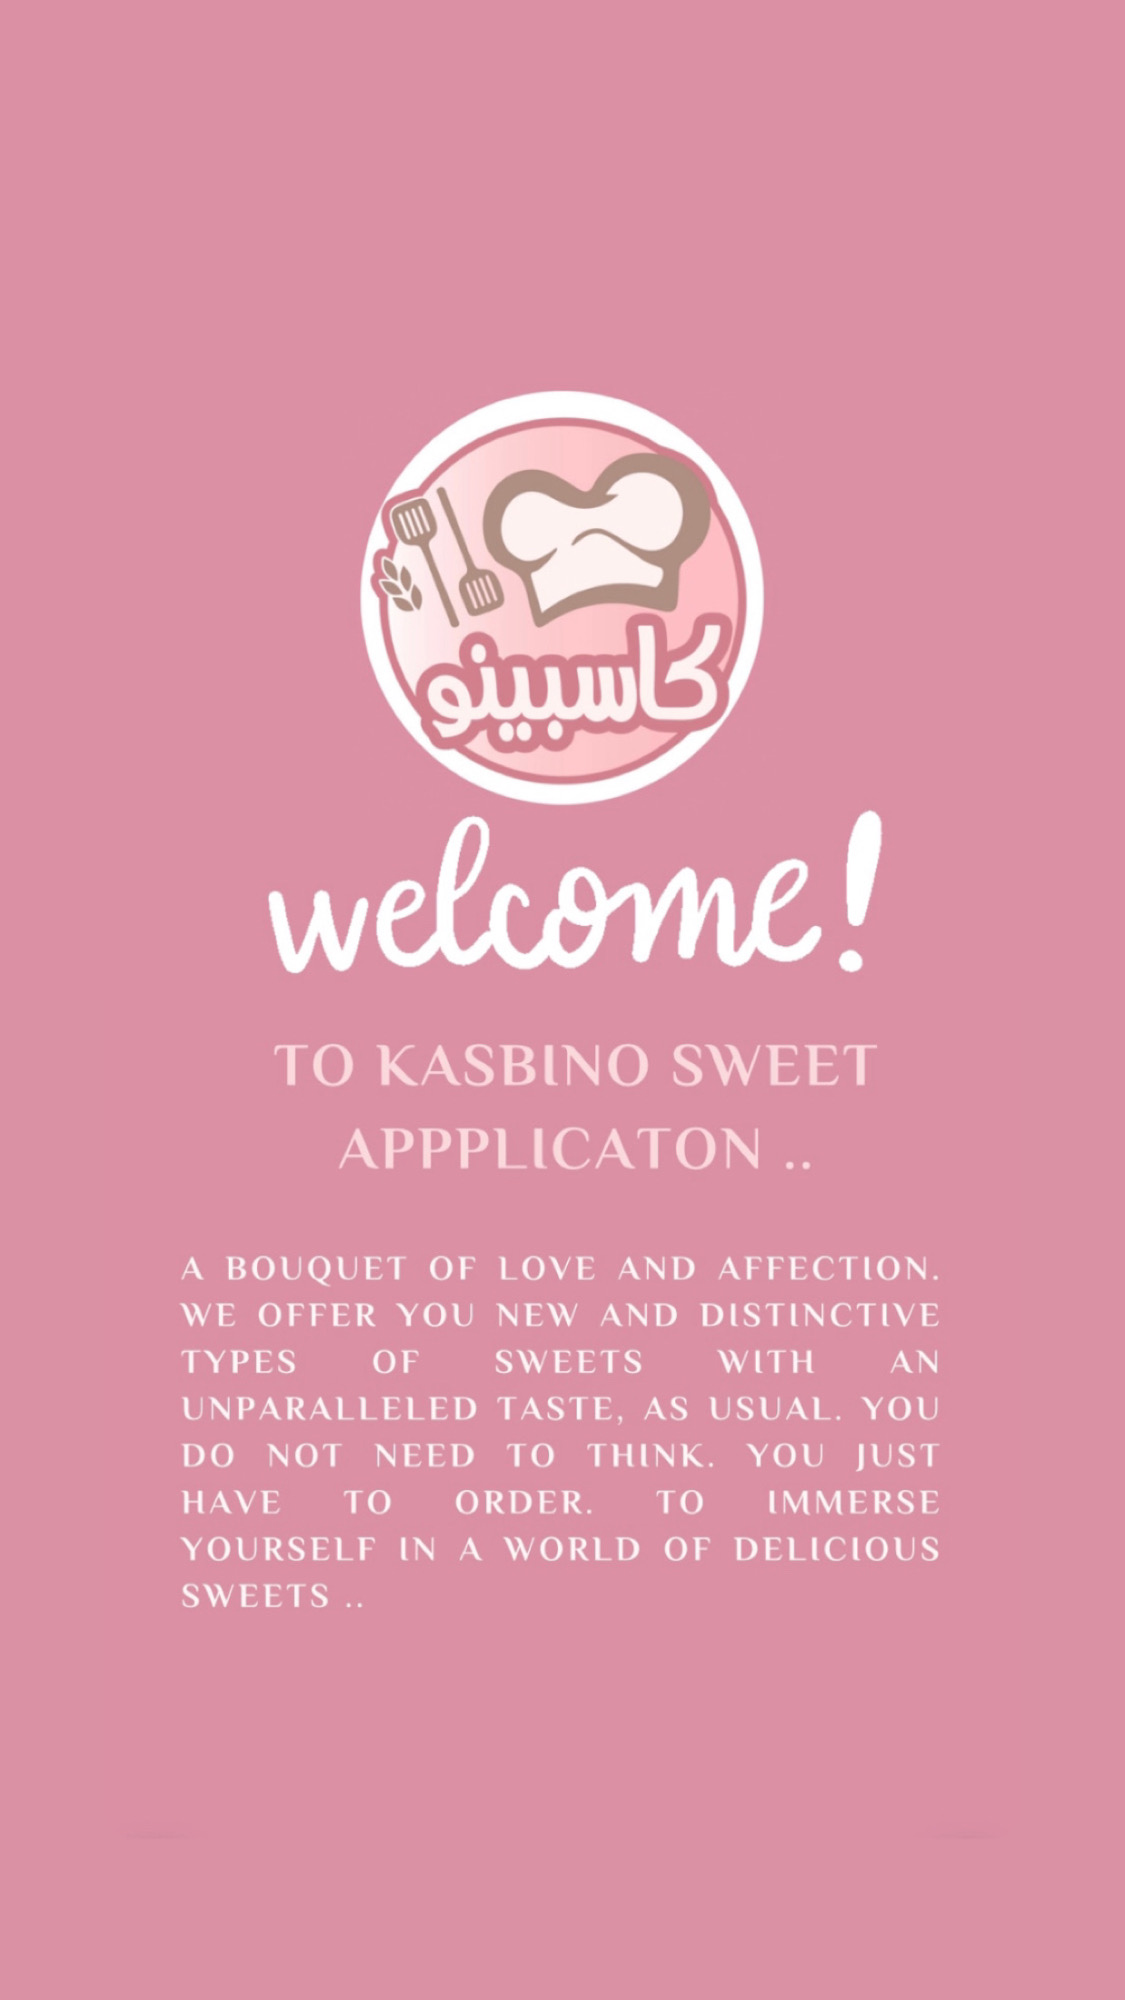 كاسبينو
welcome!
TO KASBINO SWEET
APPPLICATON ..
A BOUQUET OF LOVE AND AFFECTION.
WE OFFER YOU NEW AND DISTINCTIVE
TYPES OF SWEETS WITH AN
UNPARALLELED TASTE, AS USUAL. YOU
DO NOT NEED TO THINK. YOU JUST
HAVE TO ORDER. TO IMMERSE
YOURSELF IN A WORLD OF DELICIOUS
SWEETS ..